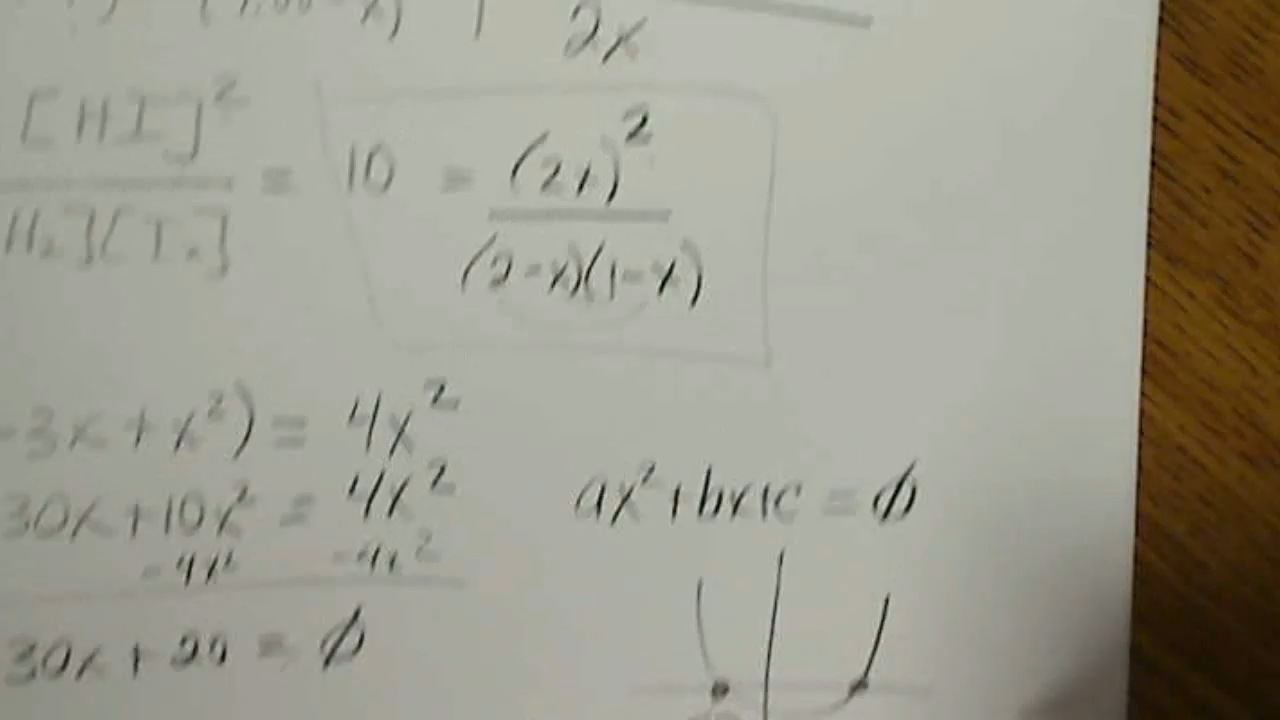 2x
[HI]² = 10 = (2x)²
H₂][I₂] (2-x)(1-x)
-3x + x²) = 4x²
30x + 10x² = 4x²
-4x² -4x²
ax² + bx + c = 0
30x + 20 = 0